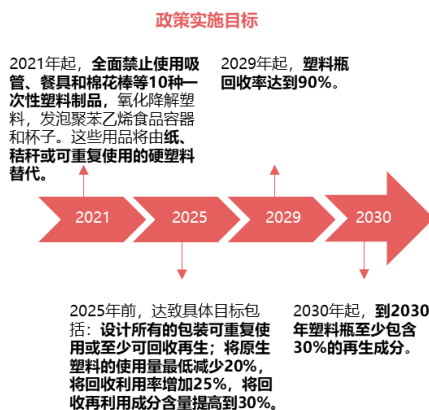 政策实施目标
2021年起，全面禁止使用吸
管、餐具和棉花棒等10种一
次性塑料制品，氧化降解塑
料，发泡聚苯乙烯食品容器
和杯子。这些用品将由纸、
秸秆或可重复使用的硬塑料
替代。
2029年起，塑料瓶
回收率达到90%。
2021
2025
2029
2030
2025年前，达致具体目标包
括：设计所有的包装可重复使
用或至少可回收再生；将原生
塑料的使用量最低减少20%，
将回收利用率增加25%，将回
收再利用成分含量提高到30%。
2030年起，到2030
年塑料瓶至少包含
30%的再生成分。